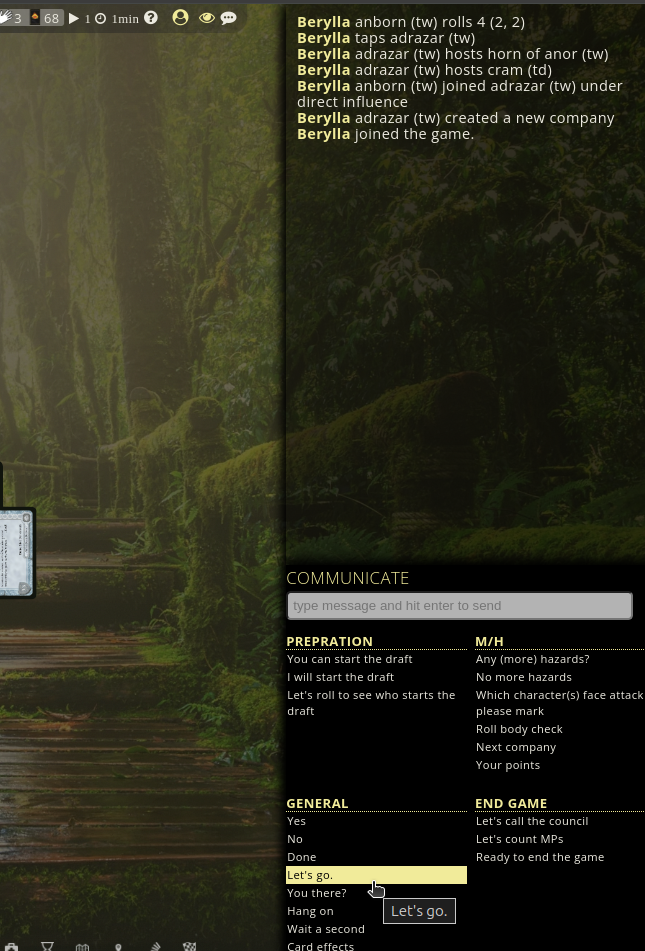 3 68 1 1min ?
Berylla anborn (tw) rolls 4 (2, 2)
Berylla taps adrazar (tw)
Berylla adrazar (tw) hosts horn of anor (tw)
Berylla adrazar (tw) hosts cram (td)
Berylla anborn (tw) joined adrazar (tw) under
direct influence
Berylla adrazar (tw) created a new company
Berylla joined the game.
COMMUNICATE
type message and hit enter to send
PREPRATION
You can start the draft
I will start the draft
Let's roll to see who starts the
draft
M/H
Any (more) hazards?
No more hazards
Which character(s) face attack
please mark
Roll body check
Next company
Your points
GENERAL
Yes
No
Done
Let's go.
You there?
Hang on
Wait a second
Card effects
END GAME
Let's call the council
Let's count MPs
Ready to end the game
Let's go.